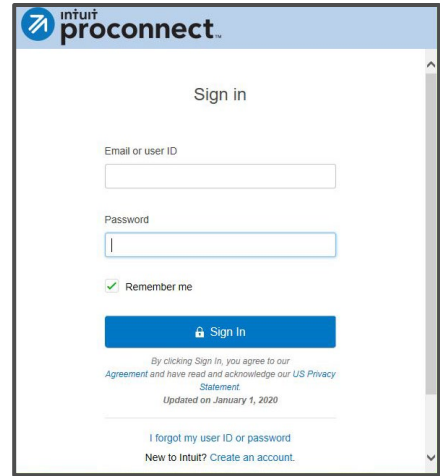 ıntuıt
proconnect™
Sign in
Email or user ID
Password
Remember me
Sign In
By clicking Sign In, you agree to our
Agreement and have read and acknowledge our US Privacy
Statement.
Updated on January 1, 2020
I forgot my user ID or password
New to Intuit? Create an account.